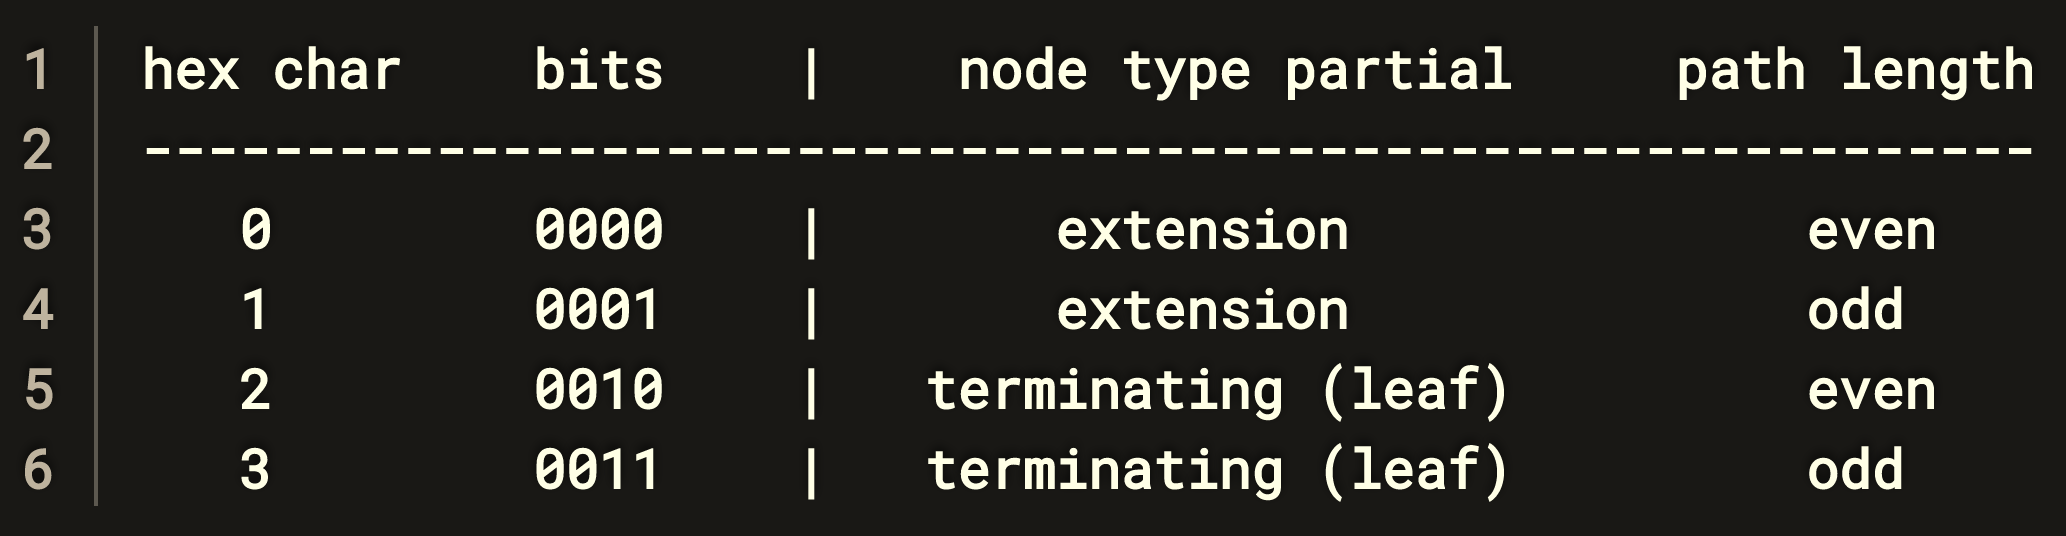 1 hex char    bits    |    node type partial     path length
2 ----------------------------------------------------------
3    0        0000    |       extension              even
4    1        0001    |       extension              odd
5    2        0010    |   terminating (leaf)         even
6    3        0011    |   terminating (leaf)         odd